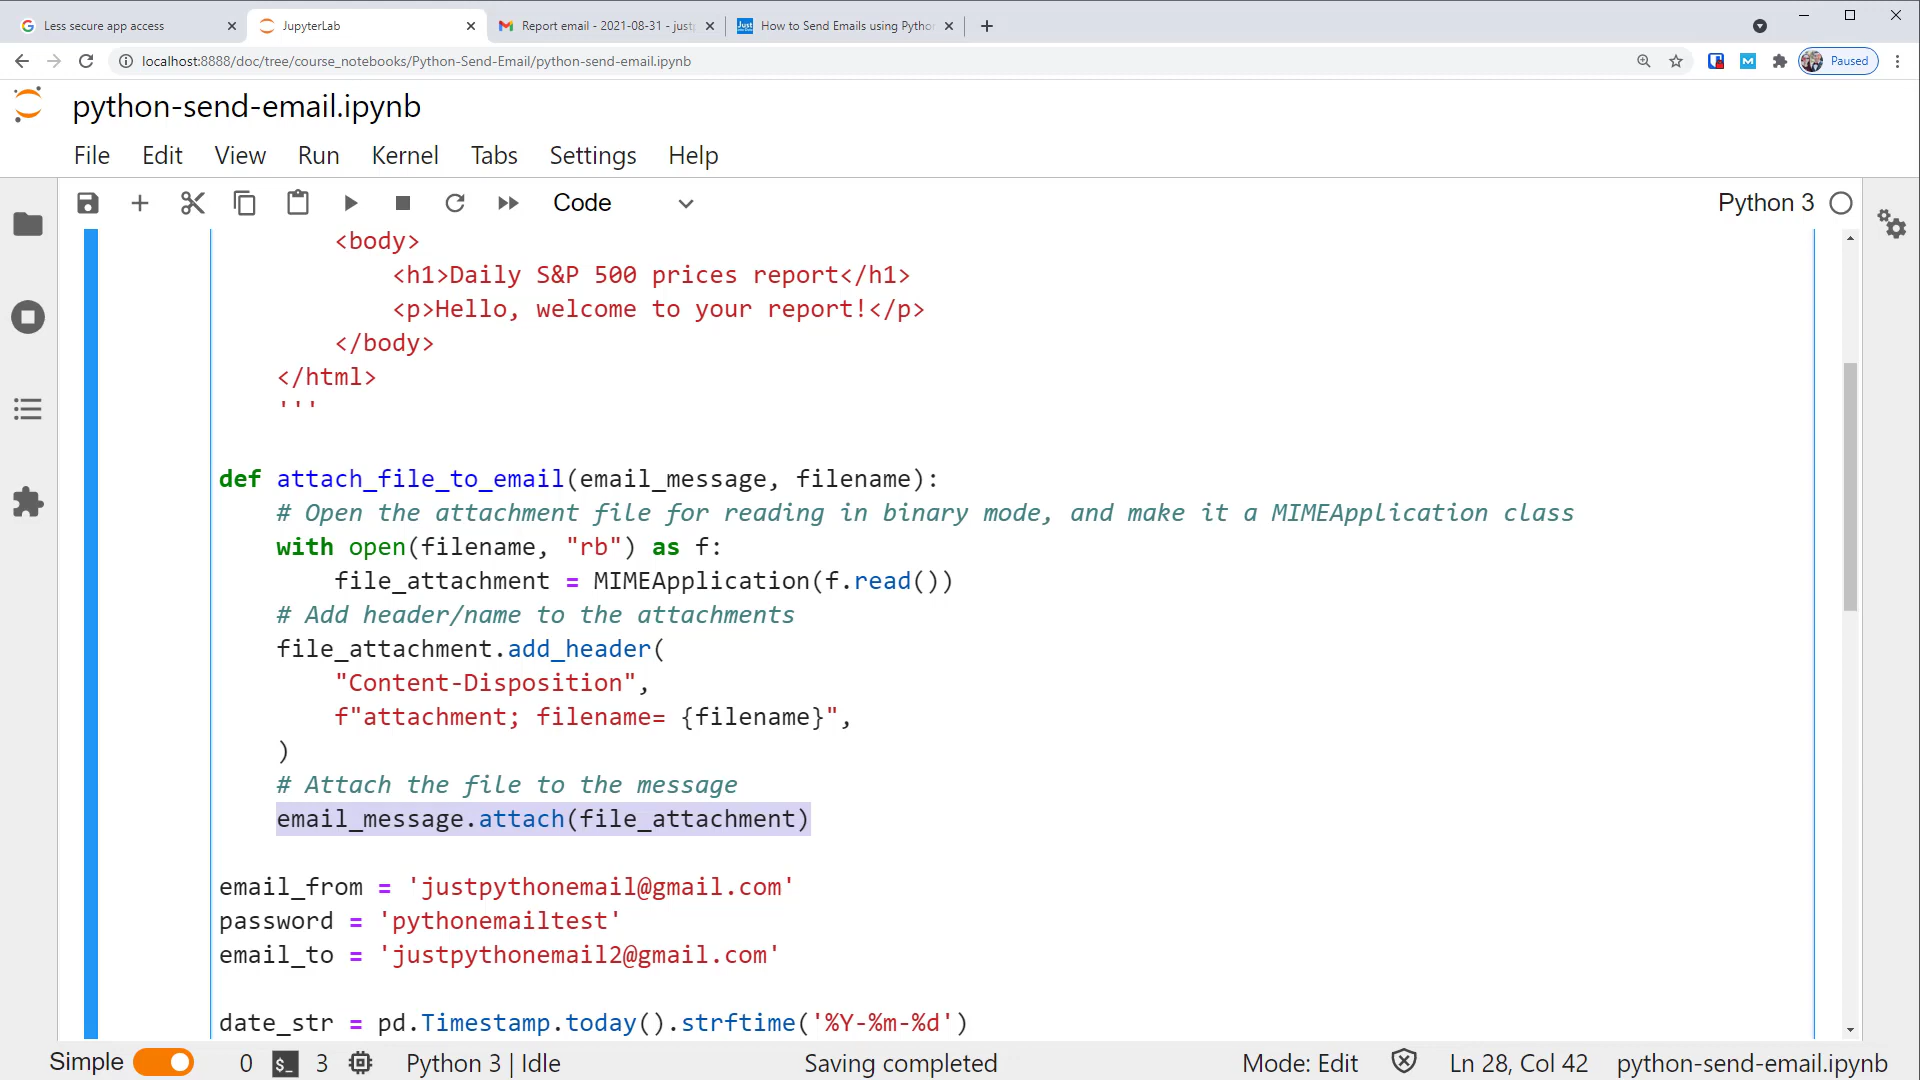 Less secure app access
JupyterLab
Report email - 2021-08-31 - just
How to Send Emails using Python
localhost:8888/doc/tree/course_notebooks/Python-Send-Email/python-send-email.ipynb
Paused
python-send-email.ipynb
File Edit View Run Kernel Tabs Settings Help
Code
Python 3
<body>
<h1>Daily S&P 500 prices report</h1>
<p>Hello, welcome to your report!</p>
</body>
</html>
'''
def attach_file_to_email(email_message, filename):
# Open the attachment file for reading in binary mode, and make it a MIMEApplication class
with open(filename, "rb") as f:
file_attachment = MIMEApplication(f.read())
# Add header/name to the attachments
file_attachment.add_header(
"Content-Disposition",
f"attachment; filename= {filename}",
)
# Attach the file to the message
email_message.attach(file_attachment)
email_from = 'justpythonemail@gmail.com'
password = 'pythonemailtest'
email_to = 'justpythonemail2@gmail.com'
date_str = pd.Timestamp.today().strftime('%Y-%m-%d')
Simple 0 $_ 3 Python 3 | Idle Saving completed Mode: Edit Ln 28, Col 42 python-send-email.ipynb